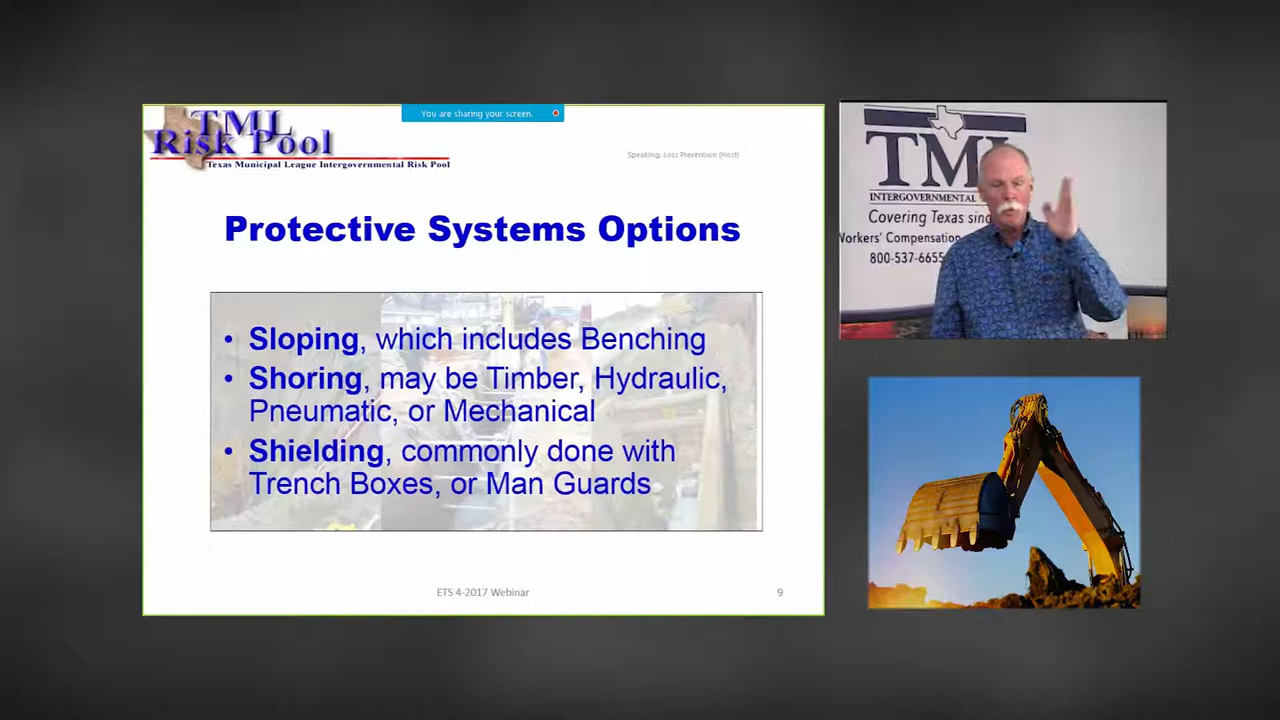 You are sharing your screen.
TML
Risk Pool
Texas Municipal League Intergovernmental Risk Pool
Speaking: Loss Prevention (Host)
Protective Systems Options
• Sloping, which includes Benching
• Shoring, may be Timber, Hydraulic,
Pneumatic, or Mechanical
• Shielding, commonly done with
Trench Boxes, or Man Guards
ETS 4-2017 Webinar
9
TML
INTERGOVERNMENTAL
Covering Texas sinc
Workers' Compensation
800-537-6655